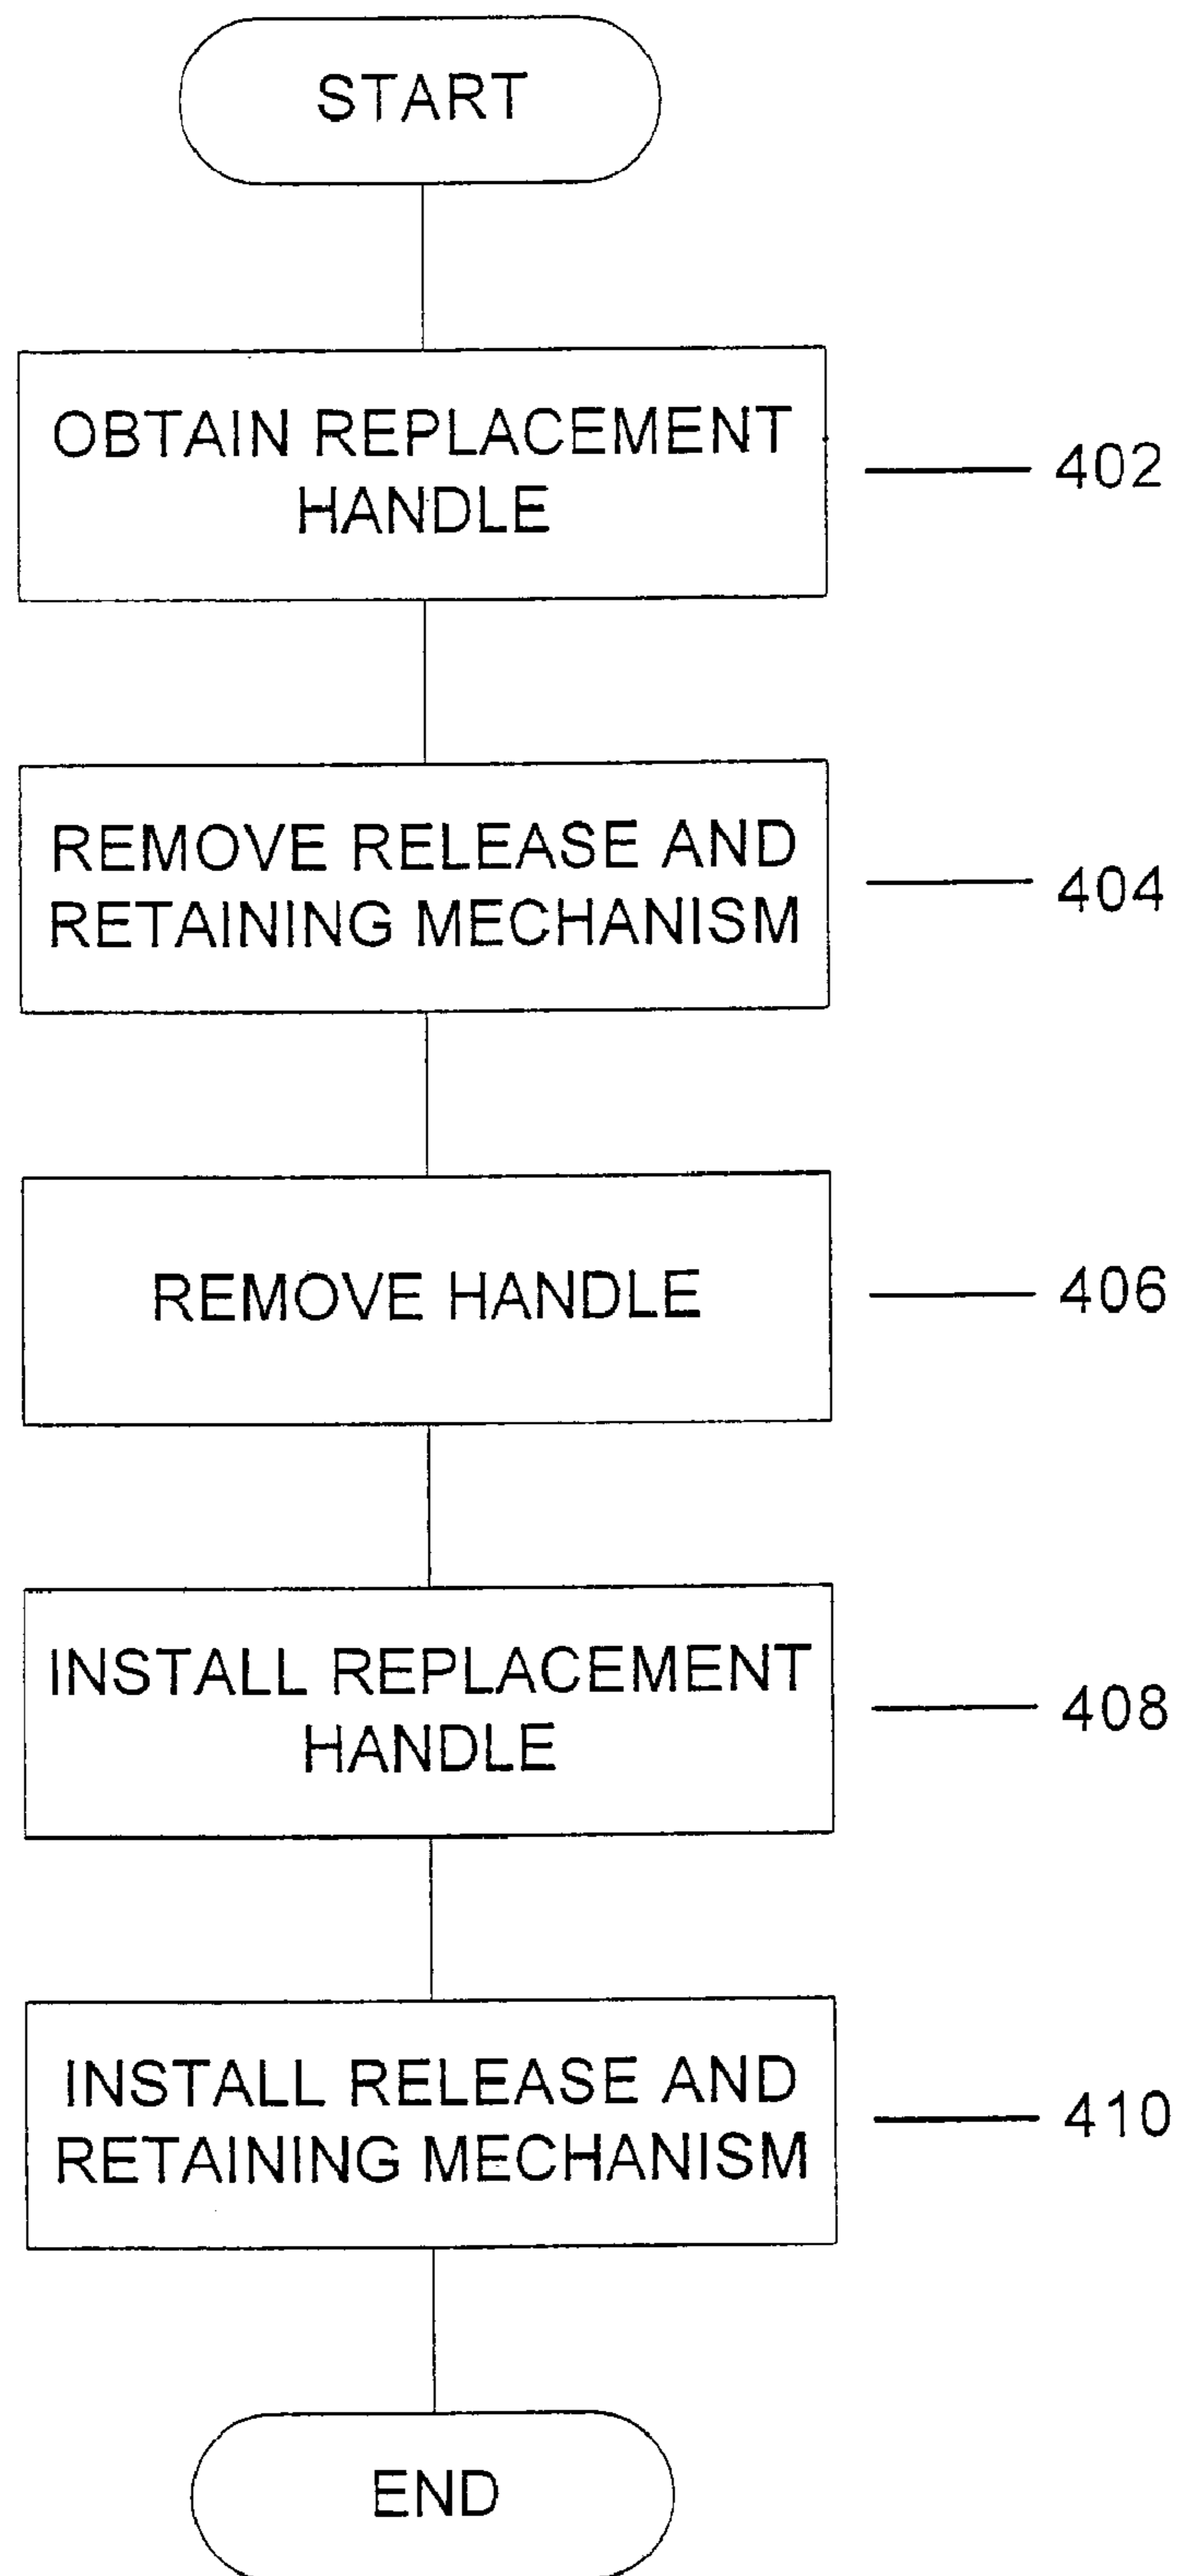 START
OBTAIN REPLACEMENT
HANDLE
402
REMOVE RELEASE AND
RETAINING MECHANISM
404
REMOVE HANDLE
406
INSTALL REPLACEMENT
HANDLE
408
INSTALL RELEASE AND
RETAINING MECHANISM
410
END